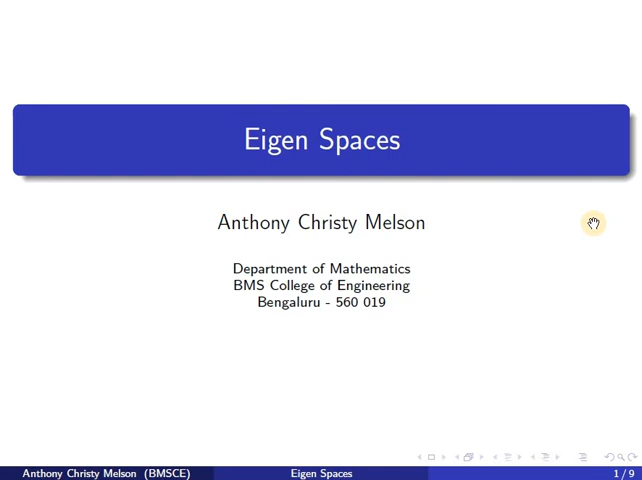 Eigen Spaces
Anthony Christy Melson
Department of Mathematics
BMS College of Engineering
Bengaluru - 560 019
Anthony Christy Melson (BMSCE) Eigen Spaces 1 / 9